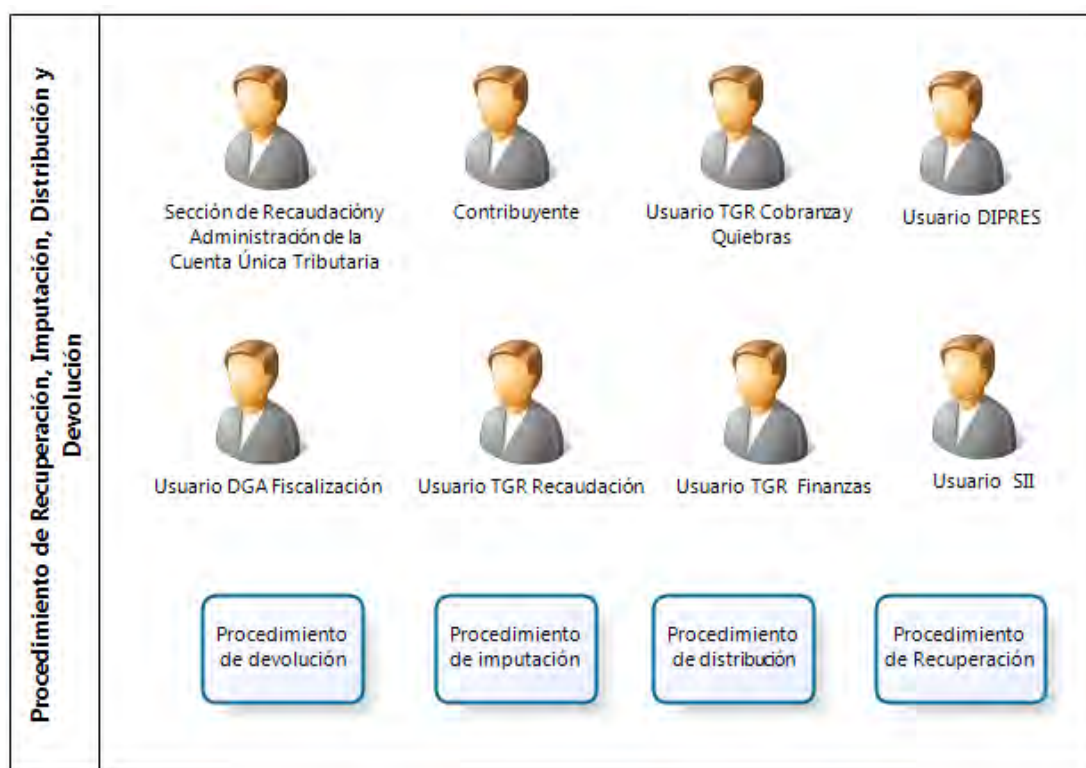 Procedimiento de Recuperación, Imputación, Distribución y
Devolución
Sección de Recaudación y
Administración de la
Cuenta Única Tributaria
Contribuyente
Usuario TGR Cobranza y
Quiebras
Usuario DIPRES
Usuario DGA Fiscalización
Usuario TGR Recaudación
Usuario TGR Finanzas
Usuario SII
Procedimiento
de devolución
Procedimiento
de imputación
Procedimiento
de distribución
Procedimiento
de Recuperación